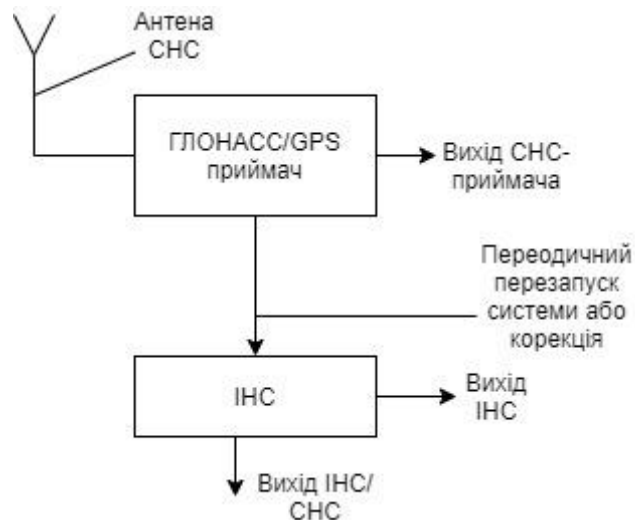 Антена
СНС
ГЛОНАСС/GPS
приймач
Вихід СНС-
приймача
Переодичний
перезапуск
системи або
корекція
ІНС
Вихід
ІНС
Вихід ІНС/
СНС